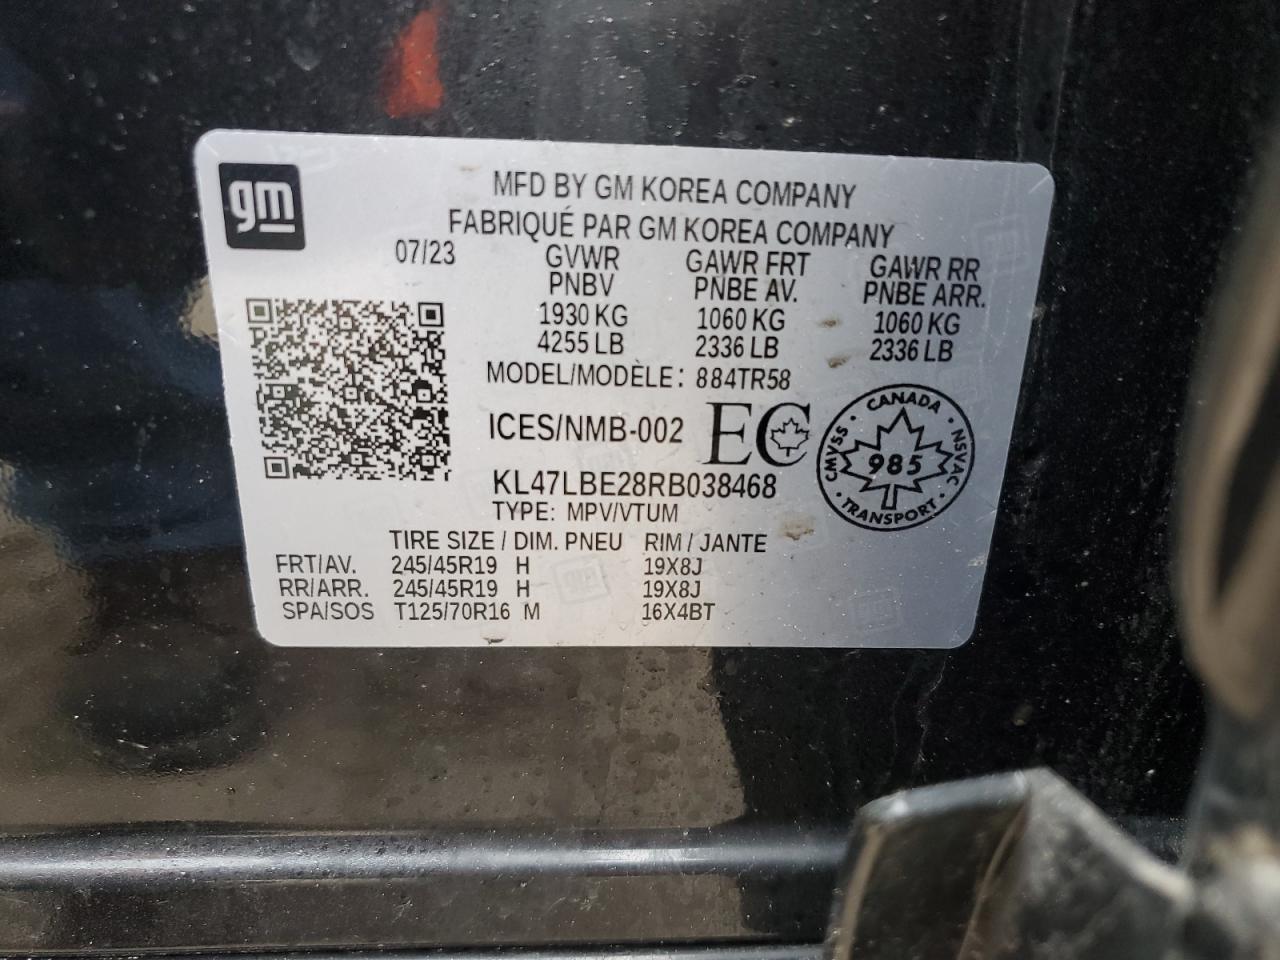 gm
MFD BY GM KOREA COMPANY
FABRIQUÉ PAR GM KOREA COMPANY
07/23 GVWR GAWR FRT GAWR RR
PNBV PNBE AV. PNBE ARR.
1930 KG 1060 KG 1060 KG
4255 LB 2336 LB 2336 LB
MODEL/MODÈLE: 884TR58
ICES/NMB-002 EC
CANADA
CMVSS 985 NSVAC
TRANSPORT
KL47LBE28RB038468
TYPE: MPV/VTUM
TIRE SIZE / DIM. PNEU RIM / JANTE
FRT/AV. 245/45R19 H 19X8J
RR/ARR. 245/45R19 H 19X8J
SPA/SOS T125/70R16 M 16X4BT